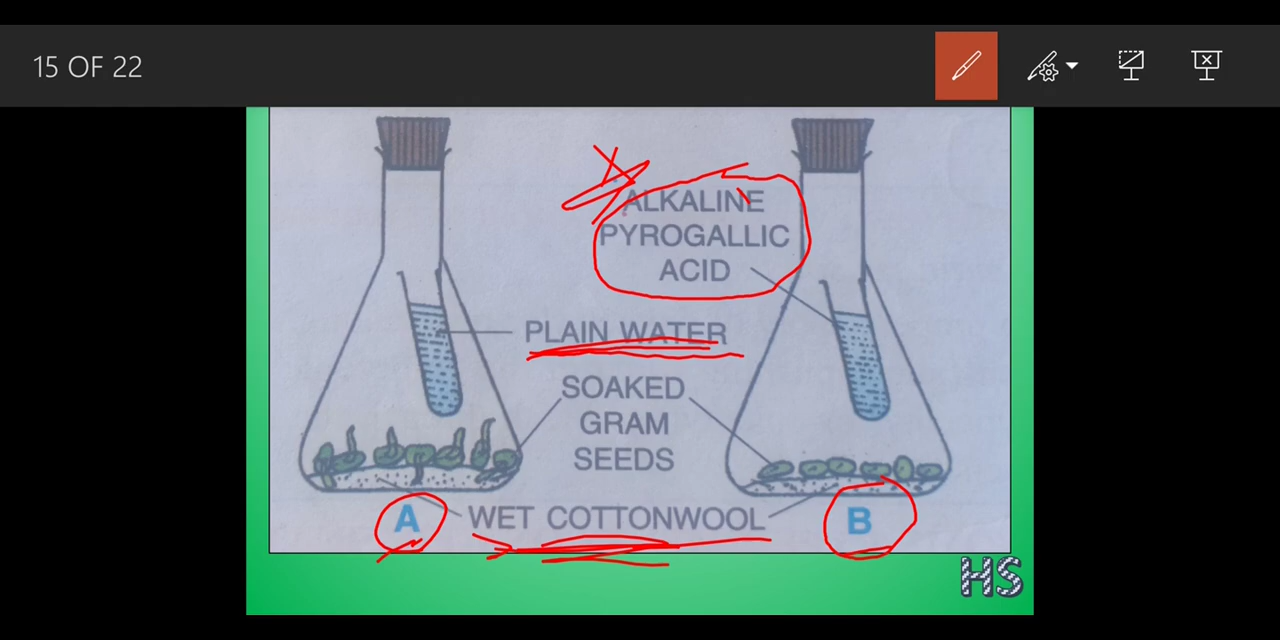 15 OF 22
ALKALINE
PYROGALLIC
ACID
PLAIN WATER
SOAKED
GRAM
SEEDS
A
WET COTTONWOOL
B
HS